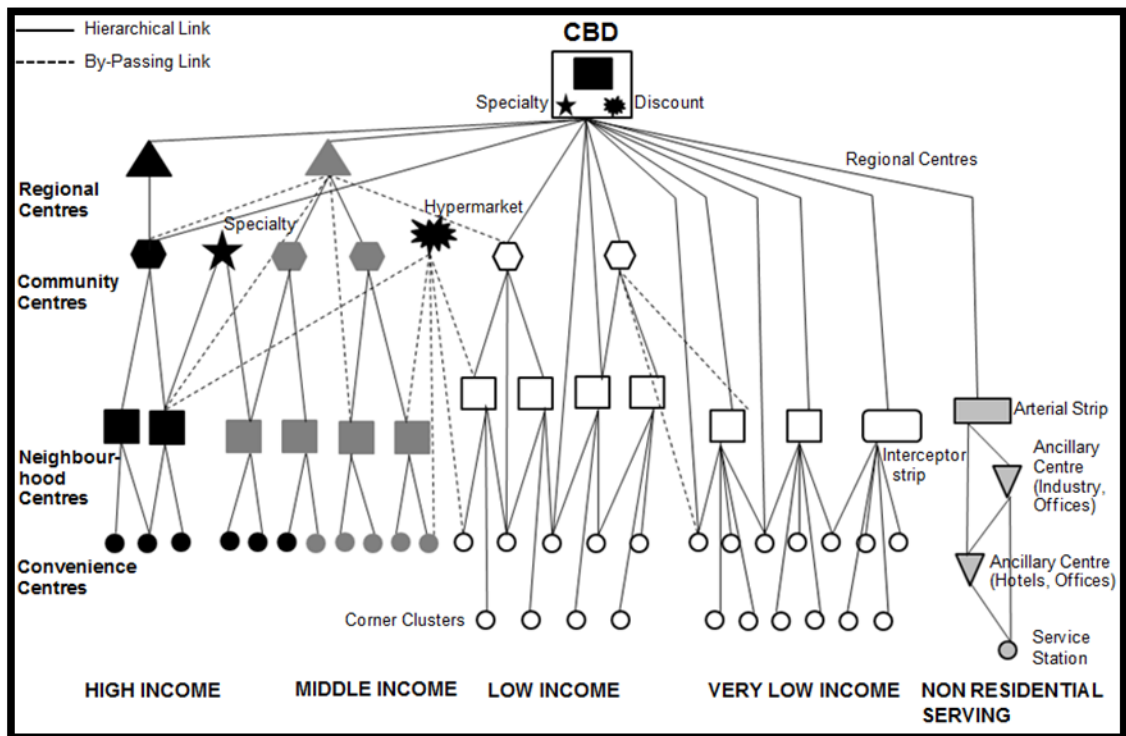 Hierarchical Link
By-Passing Link
CBD
Specialty
Discount
Regional Centres
Regional
Centres
Hypermarket
Specialty
Community
Centres
Arterial Strip
Neighbour-
hood
Centres
Interceptor
strip
Ancillary
Centre
(Industry,
Offices)
Convenience
Centres
Ancillary Centre
(Hotels, Offices)
Corner Clusters
Service
Station
HIGH INCOME
MIDDLE INCOME
LOW INCOME
VERY LOW INCOME
NON RESIDENTIAL
SERVING